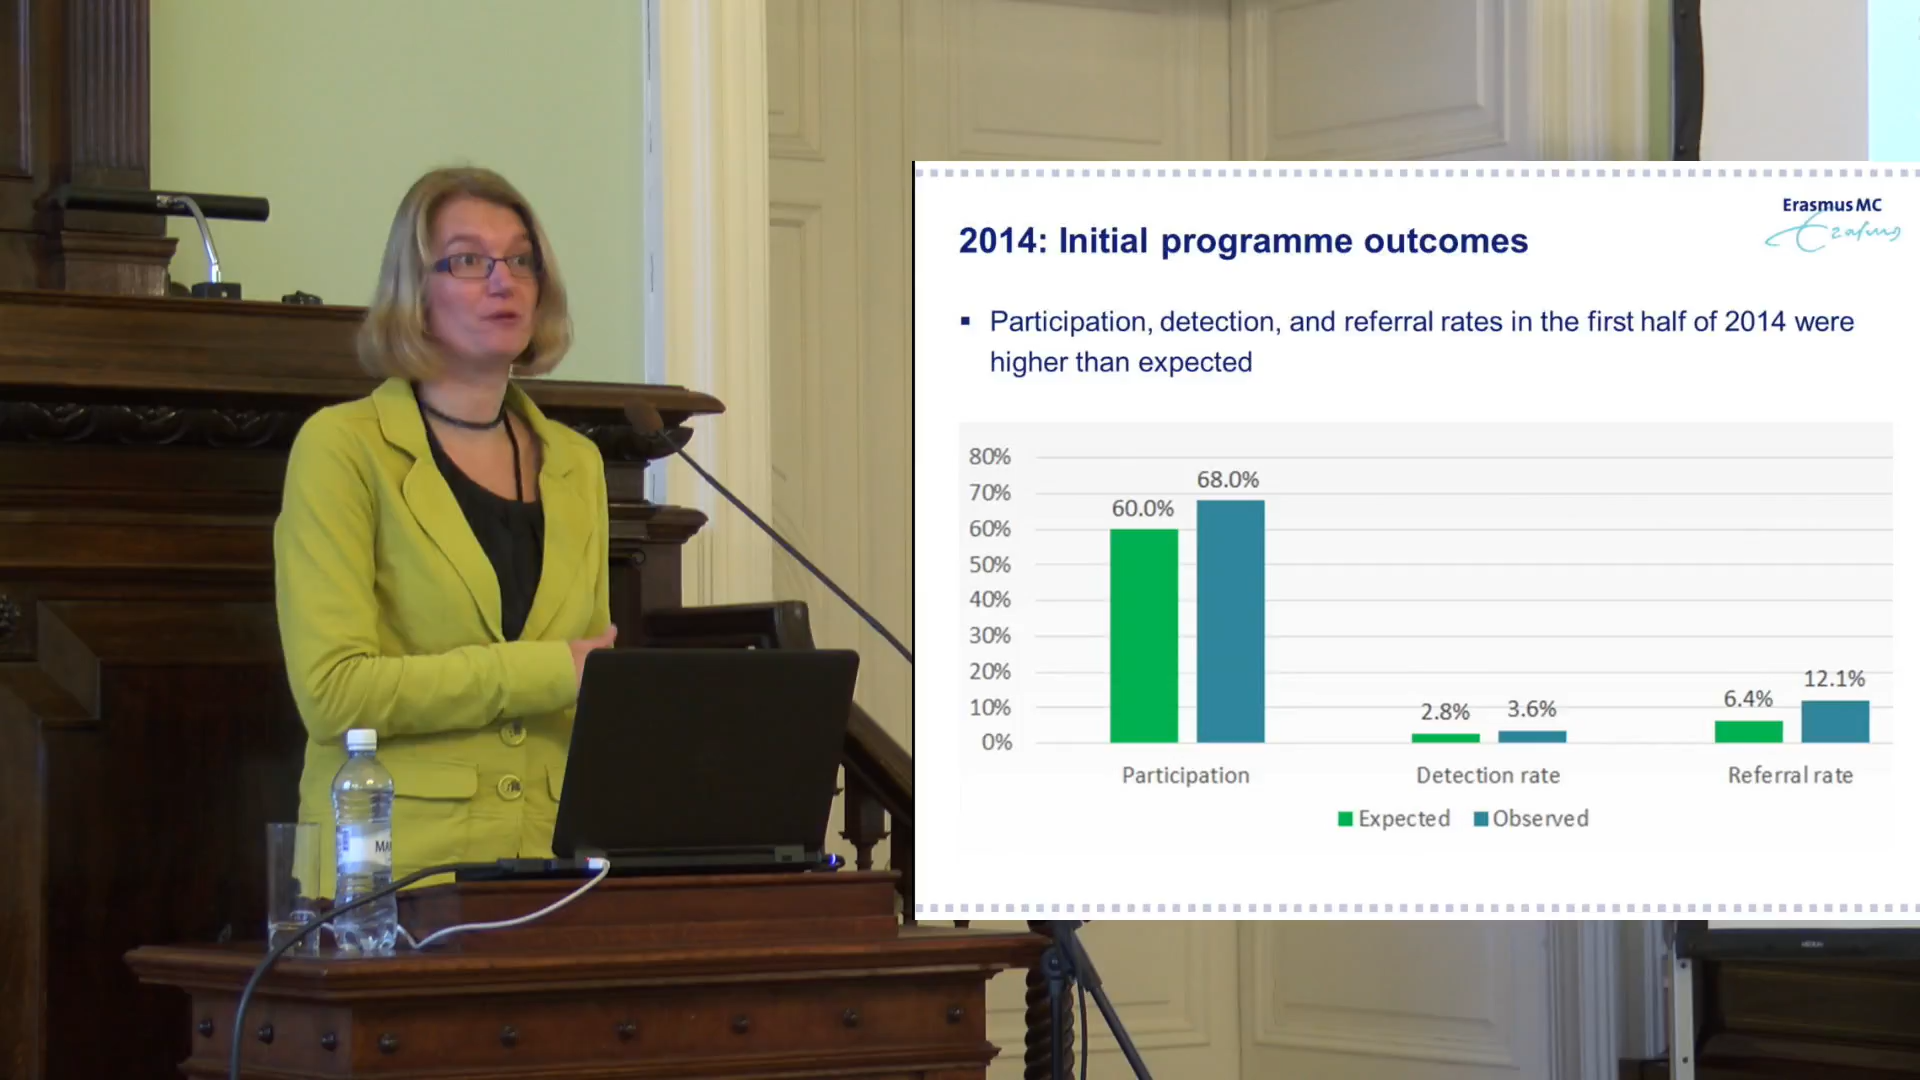 Erasmus MC
Erasmus
2014: Initial programme outcomes
▪ Participation, detection, and referral rates in the first half of 2014 were
higher than expected
80%
70%
60%
50%
40%
30%
20%
10%
0%
60.0%
68.0%
2.8%
3.6%
6.4%
12.1%
Participation
Detection rate
Referral rate
Expected
Observed